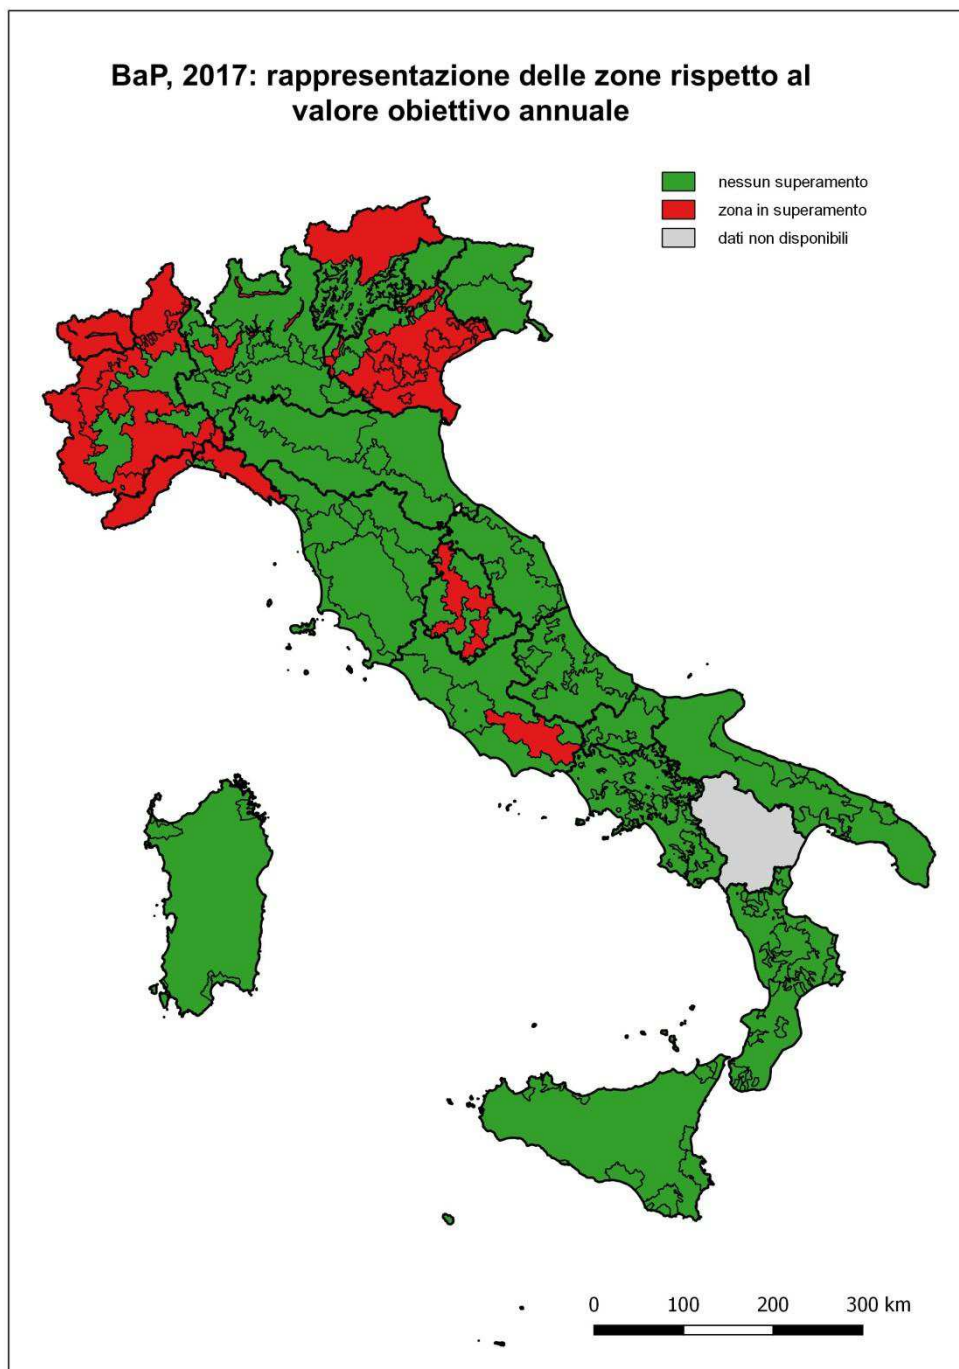 BaP, 2017: rappresentazione delle zone rispetto al
valore obiettivo annuale
nessun superamento
zona in superamento
dati non disponibili
0 100 200 300 km